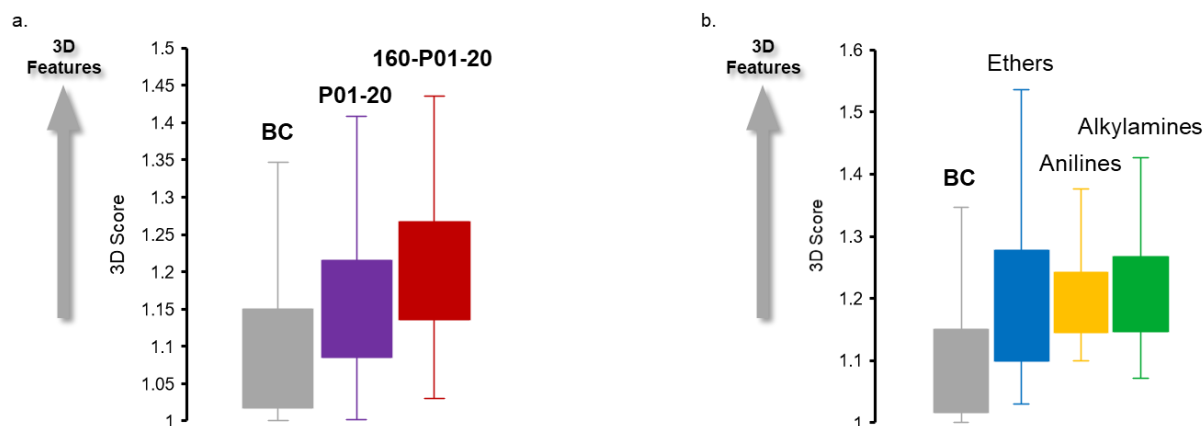 a.
3D
Features
3D Score
1.5
1.45
1.4
1.35
1.3
1.25
1.2
1.15
1.1
1.05
1
BC
P01-20
160-P01-20
b.
3D
Features
3D Score
1.6
1.5
1.4
1.3
1.2
1.1
1
BC
Ethers
Anilines
Alkylamines